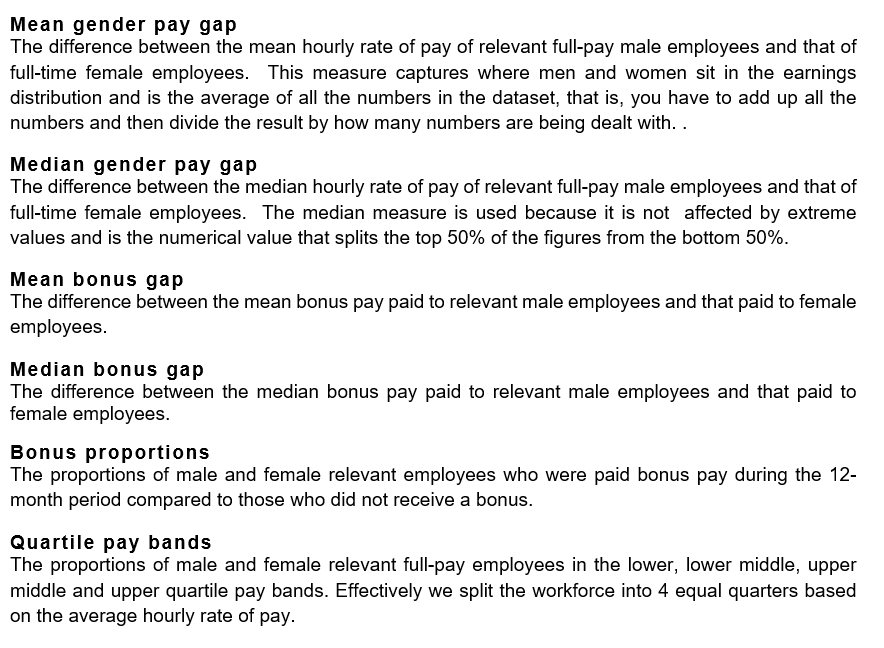 Mean gender pay gap
The difference between the mean hourly rate of pay of relevant full-pay male employees and that of
full-time female employees.  This measure captures where men and women sit in the earnings
distribution and is the average of all the numbers in the dataset, that is, you have to add up all the
numbers and then divide the result by how many numbers are being dealt with. .
Median gender pay gap
The difference between the median hourly rate of pay of relevant full-pay male employees and that of
full-time female employees.  The median measure is used because it is not  affected by extreme
values and is the numerical value that splits the top 50% of the figures from the bottom 50%.
Mean bonus gap
The difference between the mean bonus pay paid to relevant male employees and that paid to female
employees.
Median bonus gap
The difference between the median bonus pay paid to relevant male employees and that paid to
female employees.
Bonus proportions
The proportions of male and female relevant employees who were paid bonus pay during the 12-
month period compared to those who did not receive a bonus.
Quartile pay bands
The proportions of male and female relevant full-pay employees in the lower, lower middle, upper
middle and upper quartile pay bands. Effectively we split the workforce into 4 equal quarters based
on the average hourly rate of pay.